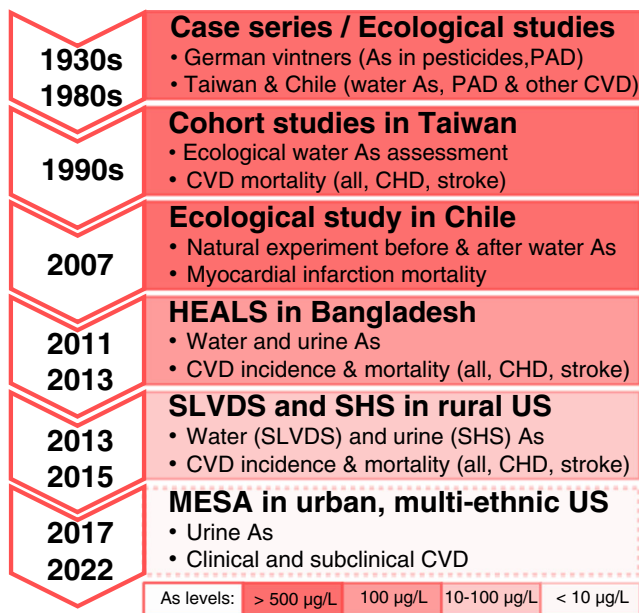 Case series / Ecological studies
1930s
1980s
• German vintners (As in pesticides,PAD)
• Taiwan & Chile (water As, PAD & other CVD)
Cohort studies in Taiwan
1990s
• Ecological water As assessment
• CVD mortality (all, CHD, stroke)
Ecological study in Chile
2007
• Natural experiment before & after water As
• Myocardial infarction mortality
HEALS in Bangladesh
2011
2013
• Water and urine As
• CVD incidence & mortality (all, CHD, stroke)
SLVDS and SHS in rural US
2013
2015
• Water (SLVDS) and urine (SHS) As
• CVD incidence & mortality (all, CHD, stroke)
MESA in urban, multi-ethnic US
2017
2022
• Urine As
• Clinical and subclinical CVD
As levels: > 500 µg/L 100 µg/L 10-100 µg/L < 10 µg/L